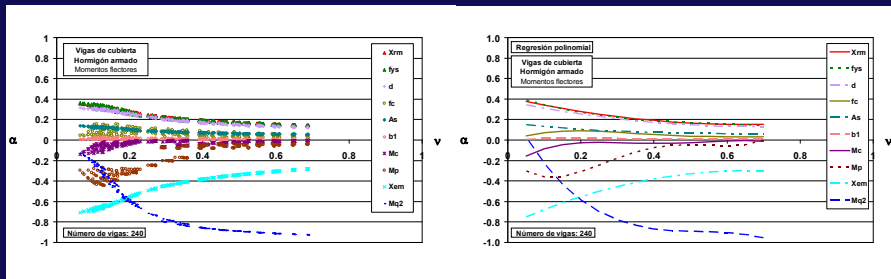 1
0.8
0.6
0.4
0.2
0
-0.2
-0.4
-0.6
-0.8
-1
α
Vigas de cubierta
Hormigón armado
Momentos flectores
0
0.2
0.4
0.6
0.8
1
ν
Xrm
fys
d
fc
As
b1
Mc
Mp
Xem
Mq2
Número de vigas: 240
1.0
0.8
0.6
0.4
0.2
0.0
-0.2
-0.4
-0.6
-0.8
-1.0
α
Regresión polinomial
Vigas de cubierta
Hormigón armado
Momentos flectores
0
0.2
0.4
0.6
0.8
1
ν
Xrm
fys
d
fc
As
b1
Mc
Mp
Xem
Mq2
Número de vigas: 240